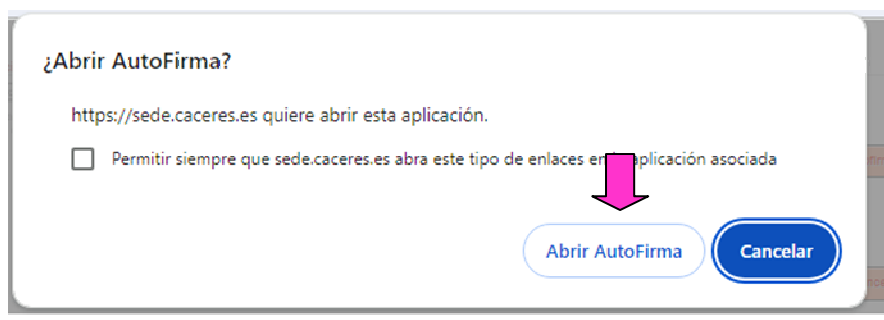 ¿Abrir AutoFirma?
https://sede.caceres.es quiere abrir esta aplicación.
Permitir siempre que sede.caceres.es abra este tipo de enlaces en aplicación asociada
Abrir AutoFirma
Cancelar